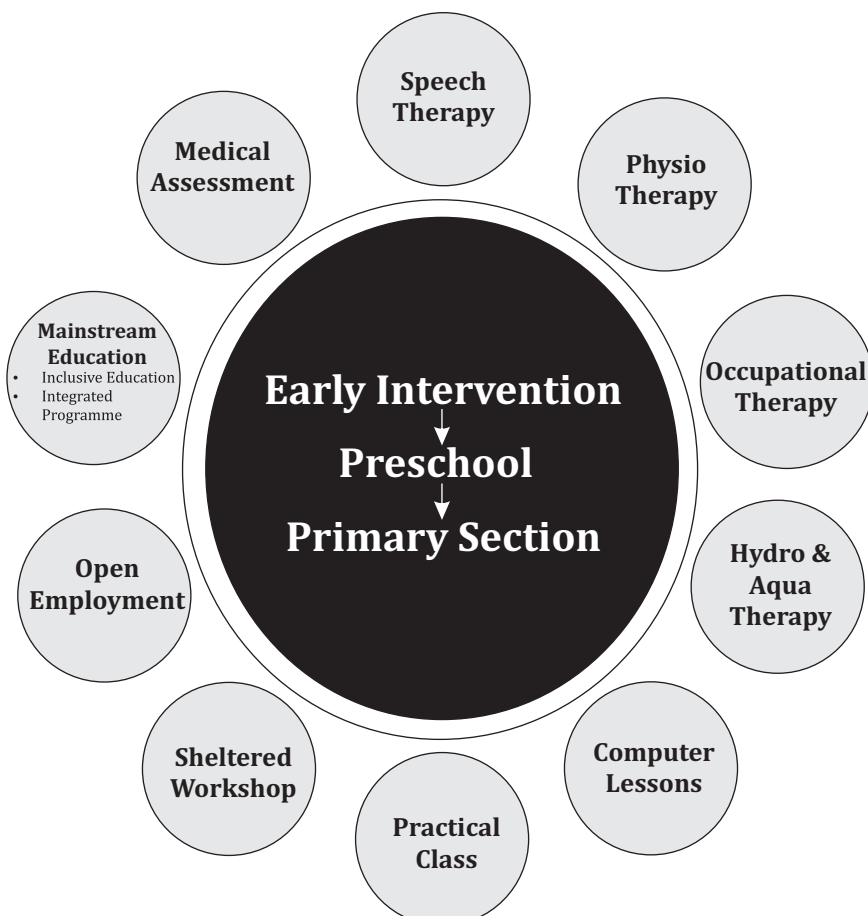 Speech
Therapy
Physio
Therapy
Occupational
Therapy
Hydro &
Aqua
Therapy
Computer
Lessons
Practical
Class
Sheltered
Workshop
Open
Employment
Mainstream
Education
• Inclusive Education
• Integrated
Programme
Medical
Assessment
Early Intervention
Preschool
Primary Section